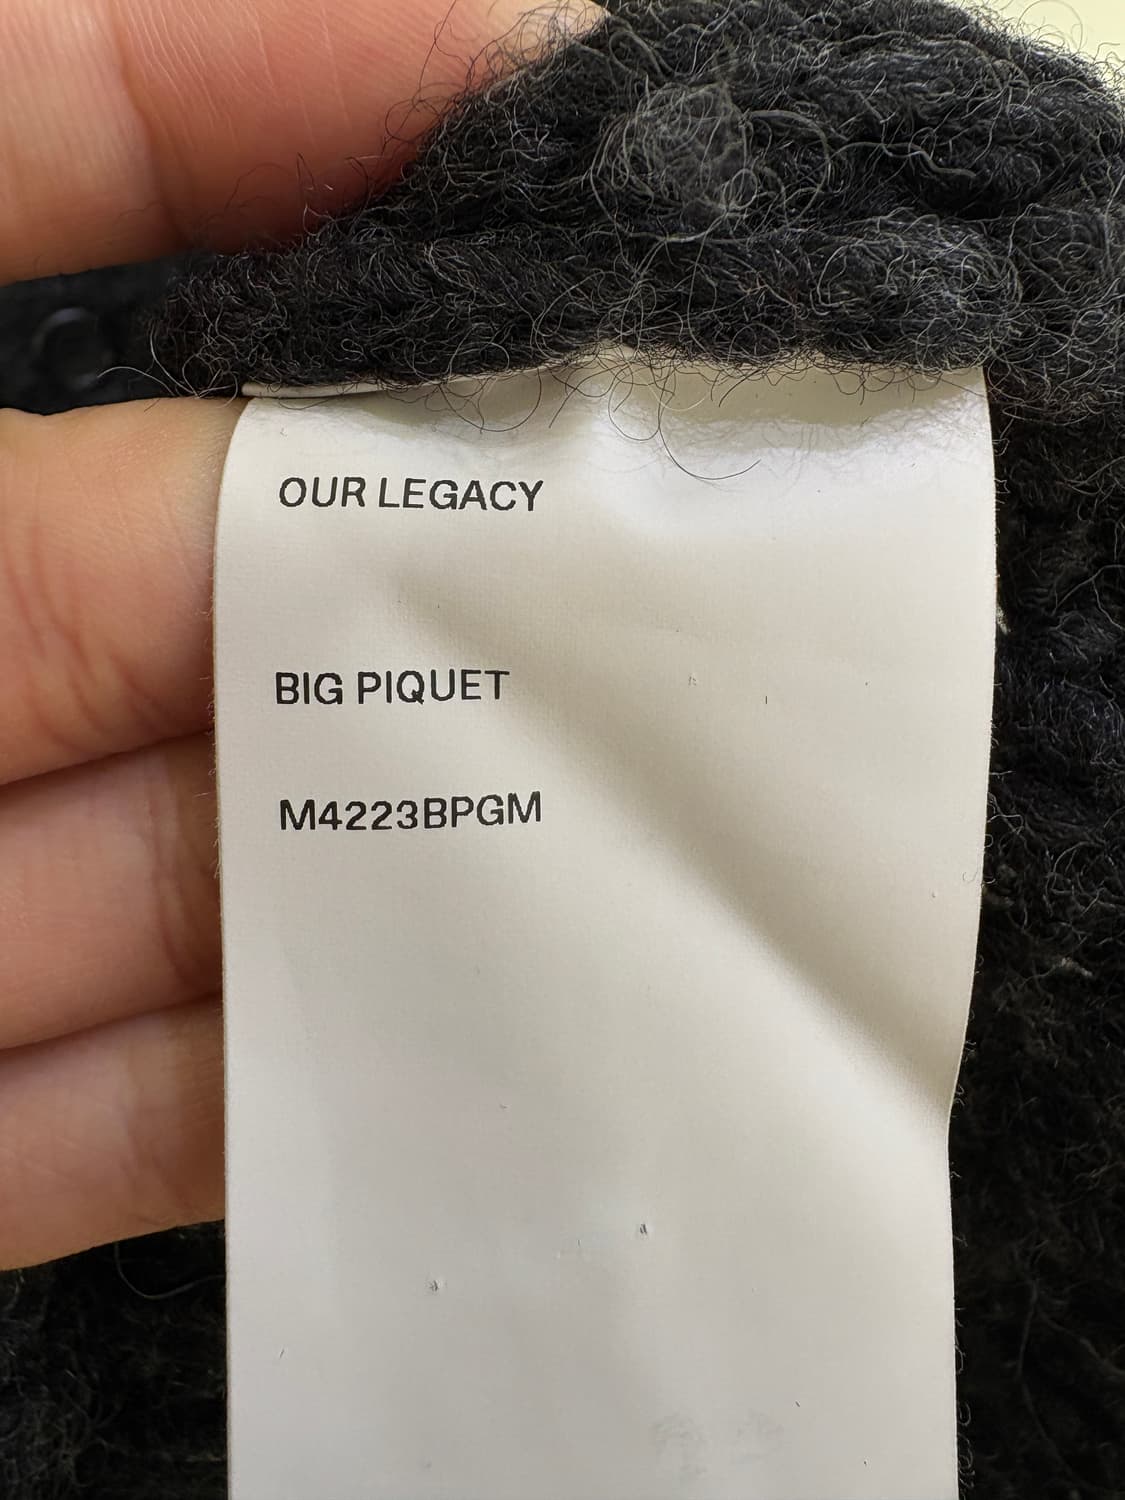 OUR LEGACY
BIG PIQUET
M4223BPGM